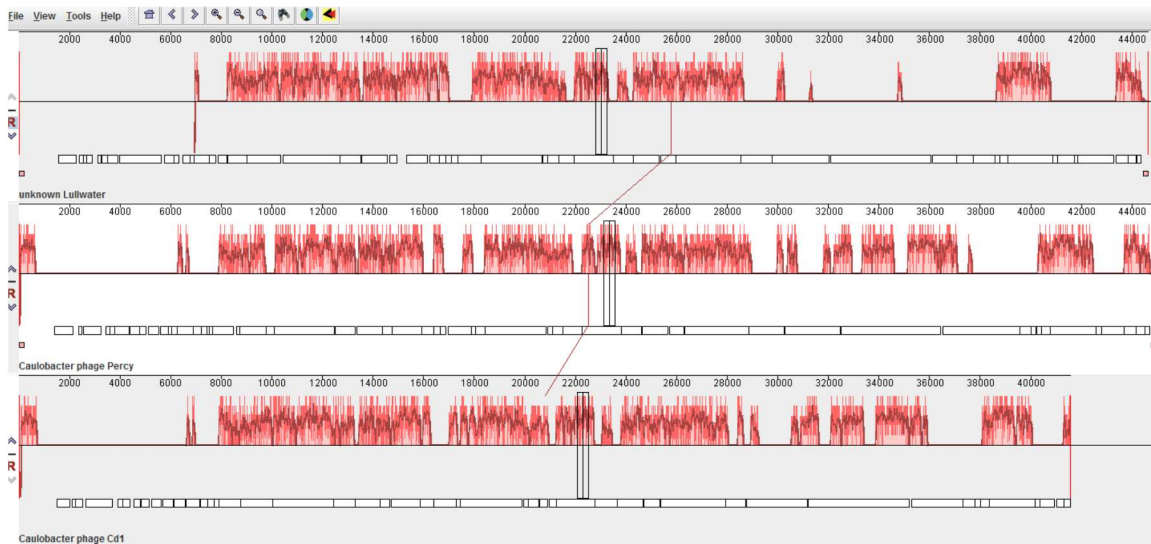 File View Tools Help
2000 4000 6000 8000 10000 12000 14000 16000 18000 20000 22000 24000 26000 28000 30000 32000 34000 36000 38000 40000 42000 44000
R
unknown Lullwater
2000 4000 6000 8000 10000 12000 14000 16000 18000 20000 22000 24000 26000 28000 30000 32000 34000 36000 38000 40000 42000 44000
R
Caulobacter phage Percy
2000 4000 6000 8000 10000 12000 14000 16000 18000 20000 22000 24000 26000 28000 30000 32000 34000 36000 38000 40000
R
Caulobacter phage Cd1